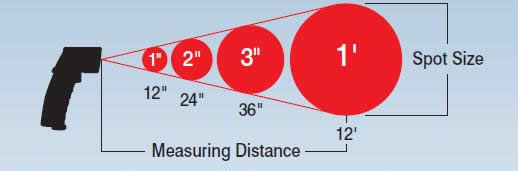 1" 2" 3" 1'
Spot Size
12" 24" 36" 12'
Measuring Distance